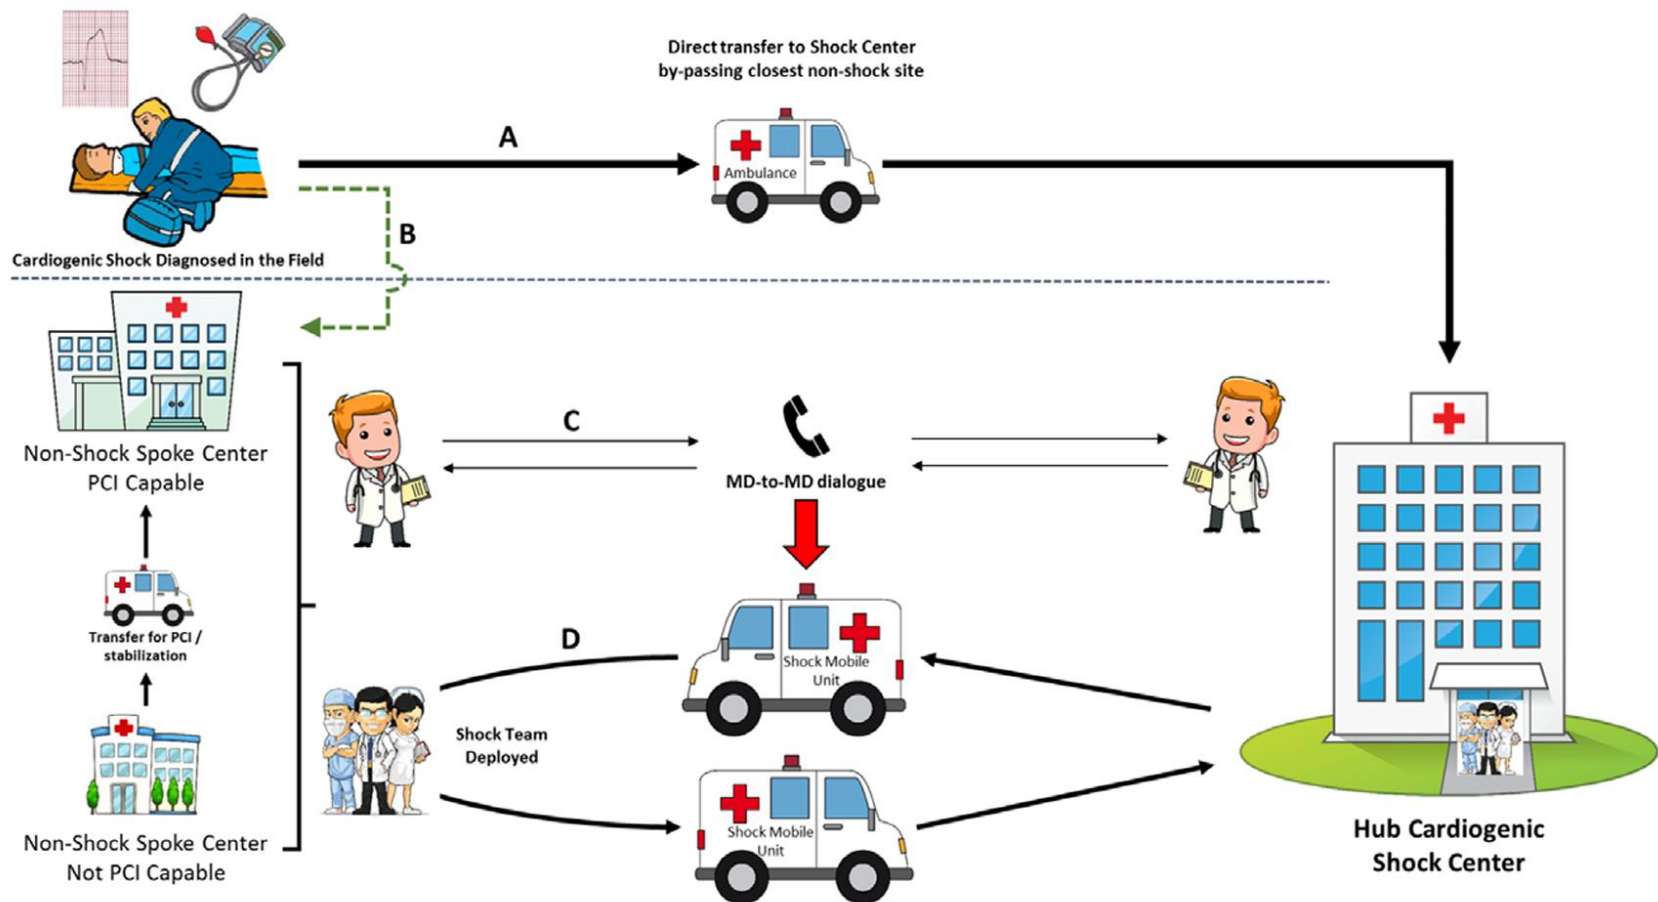 Direct transfer to Shock Center
by-passing closest non-shock site
A
Ambulance
B
Cardiogenic Shock Diagnosed in the Field
Non-Shock Spoke Center
PCI Capable
C
MD-to-MD dialogue
Transfer for PCI /
stabilization
D
Shock Mobile
Unit
Shock Team
Deployed
Shock Mobile
Unit
Non-Shock Spoke Center
Not PCI Capable
Hub Cardiogenic
Shock Center